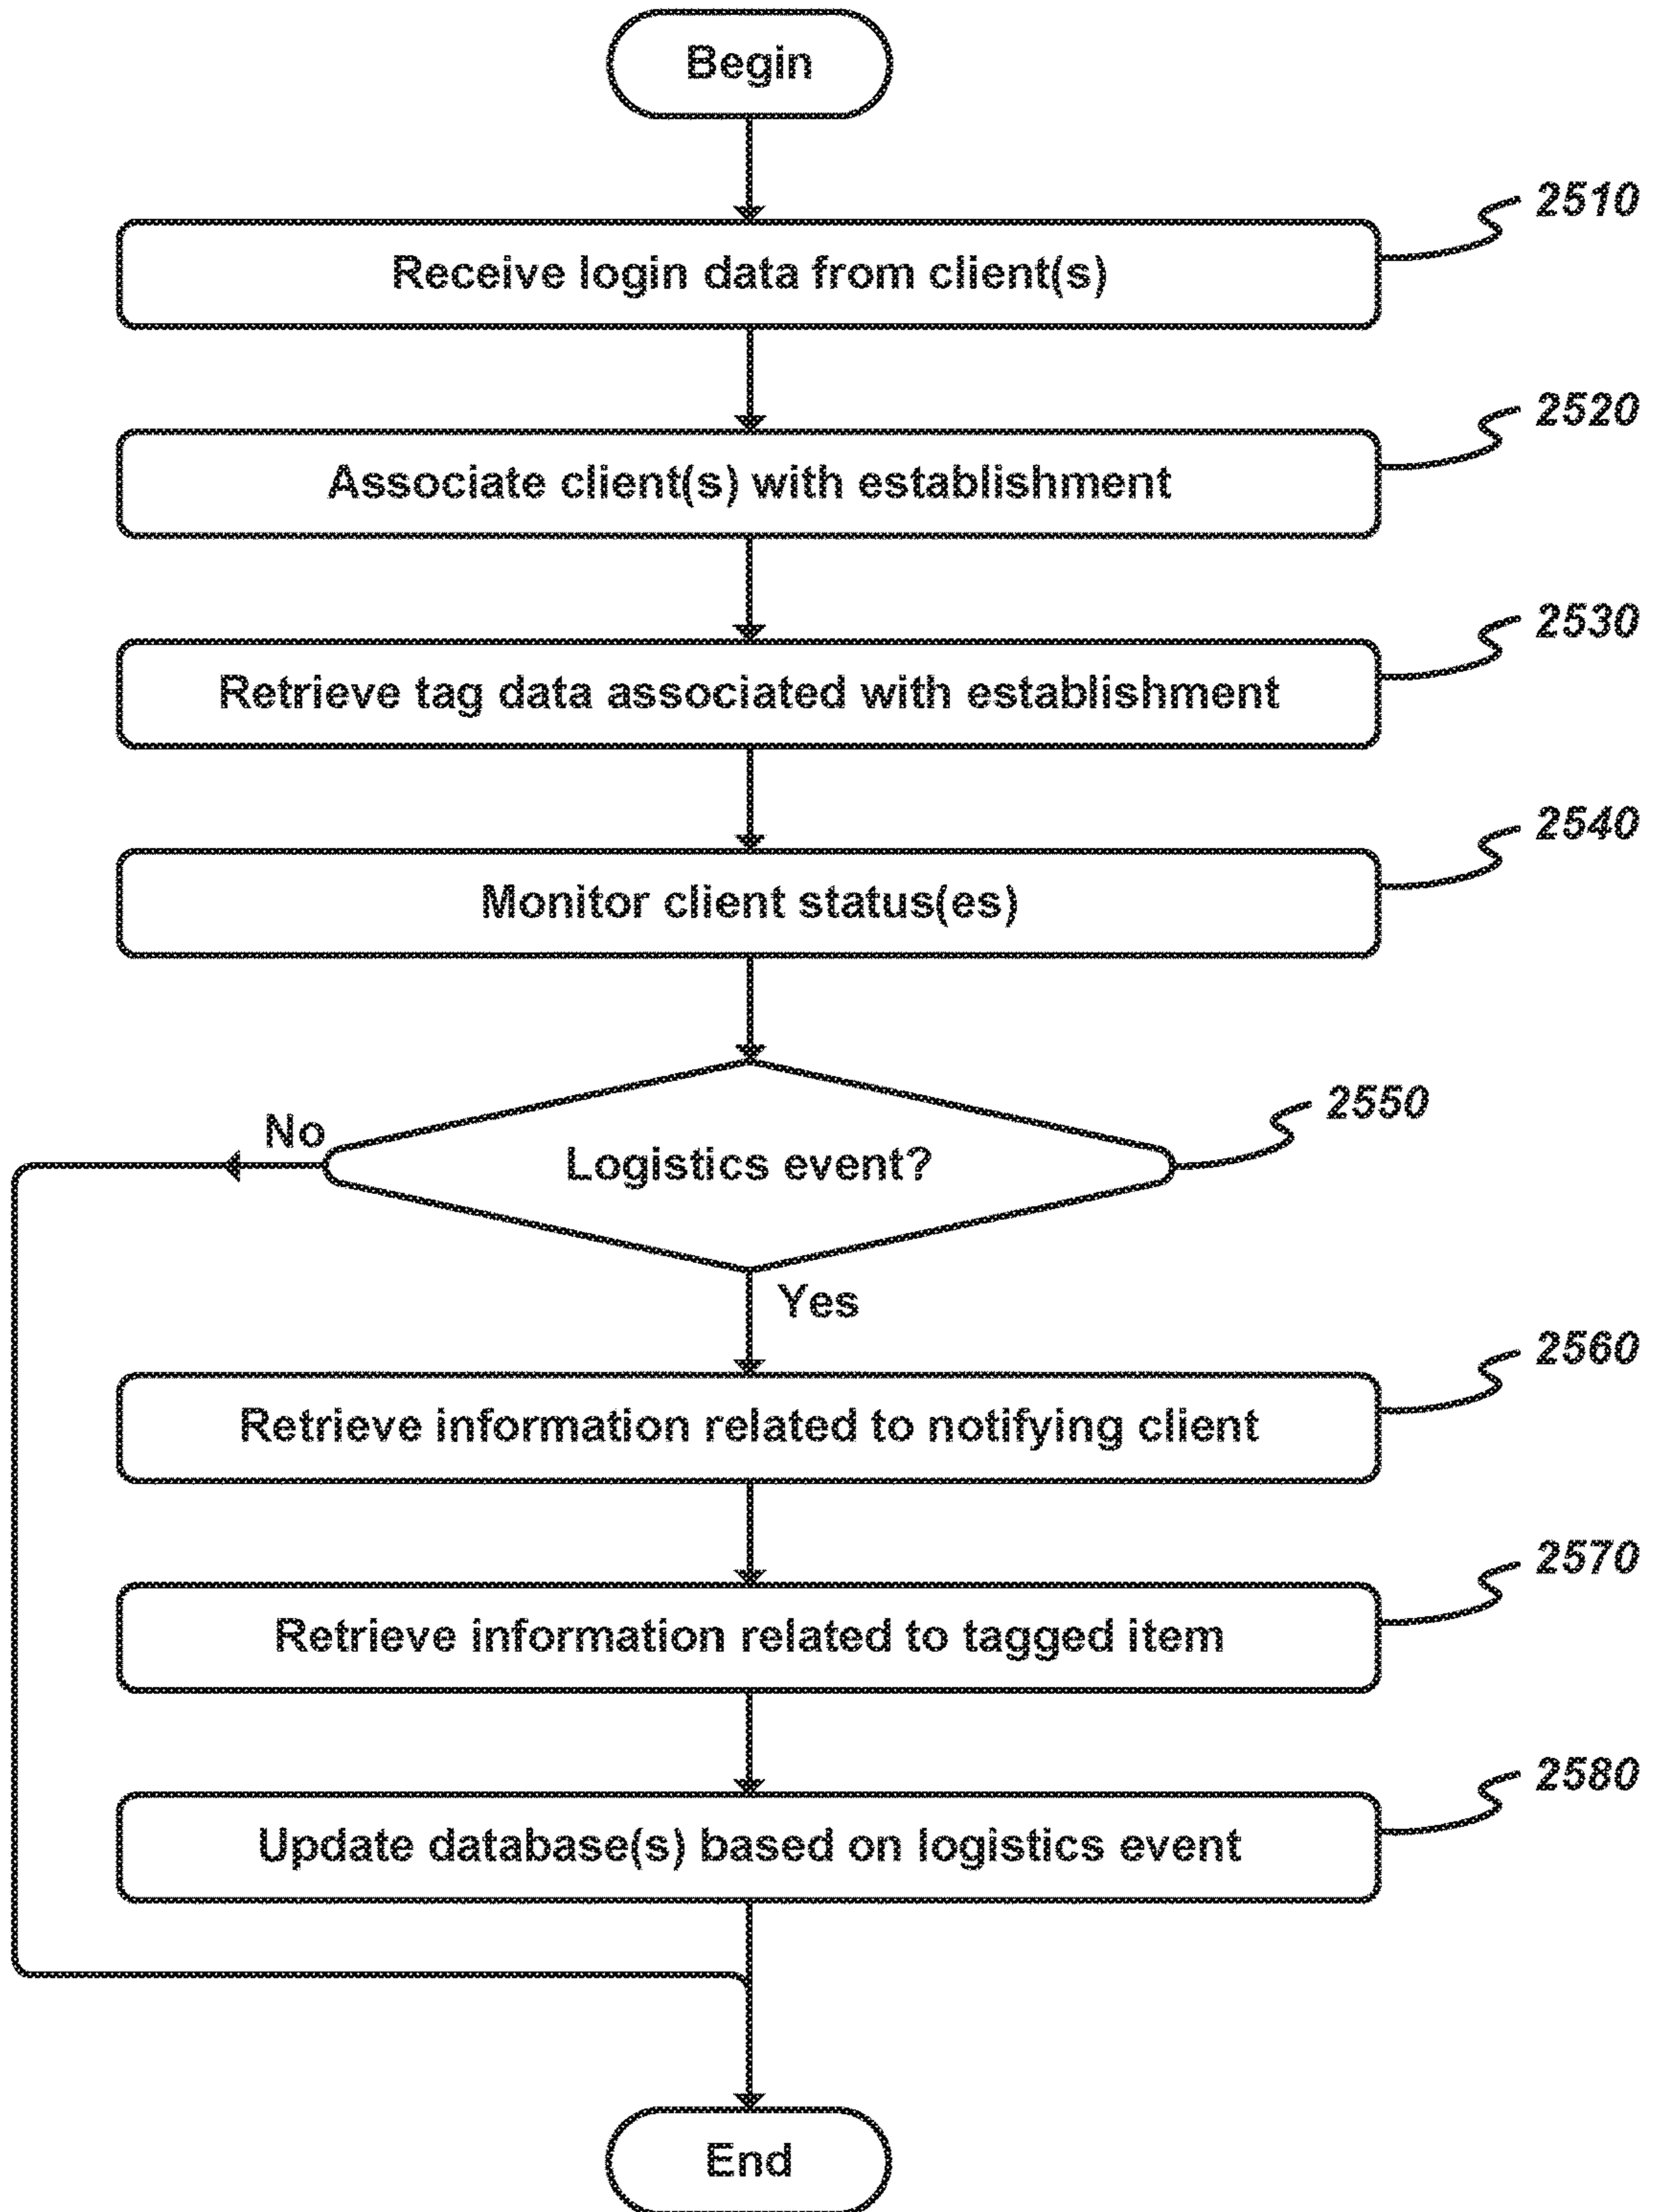 Begin
2510
Receive login data from client(s)
2520
Associate client(s) with establishment
2530
Retrieve tag data associated with establishment
2540
Monitor client status(es)
2550
No
Logistics event?
Yes
2560
Retrieve information related to notifying client
2570
Retrieve information related to tagged item
2580
Update database(s) based on logistics event
End